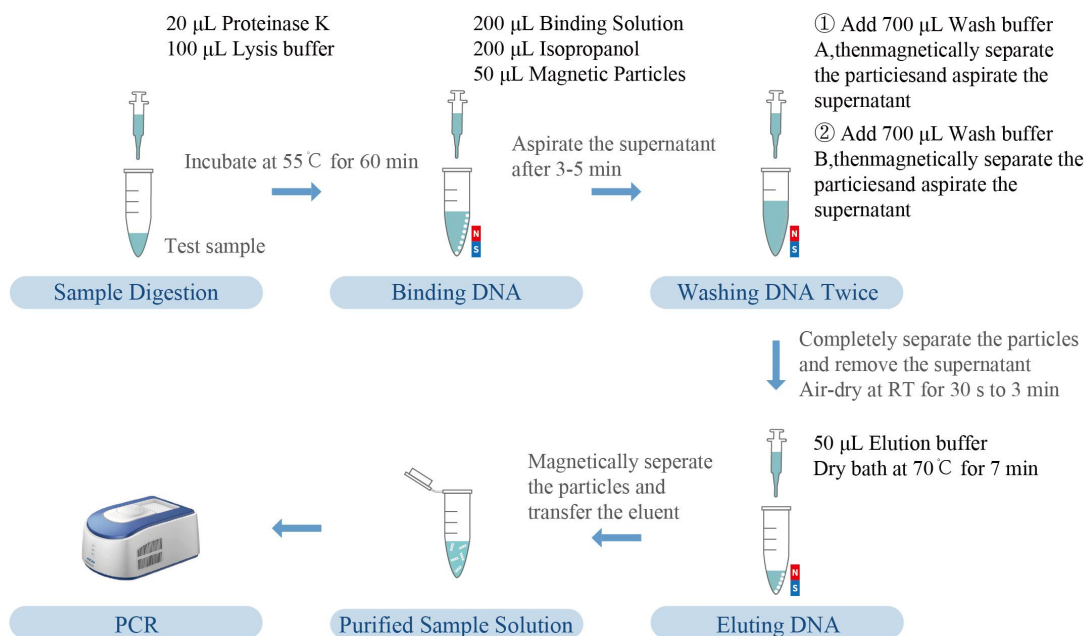 20 μL Proteinase K
100 μL Lysis buffer
Incubate at 55℃ for 60 min
Test sample
Sample Digestion
200 μL Binding Solution
200 μL Isopropanol
50 μL Magnetic Particles
Aspirate the supernatant
after 3-5 min
N
S
Binding DNA
① Add 700 μL Wash buffer
A,thenmagnetically separate
the particiesand aspirate the
supernatant
② Add 700 μL Wash buffer
B,thenmagnetically separate the
particiesand aspirate the
supernatant
N
S
Washing DNA Twice
Completely separate the particles
and remove the supernatant
Air-dry at RT for 30 s to 3 min
50 μL Elution buffer
Dry bath at 70℃ for 7 min
N
S
Eluting DNA
Magnetically seperate
the particles and
transfer the eluent
Purified Sample Solution
PCR